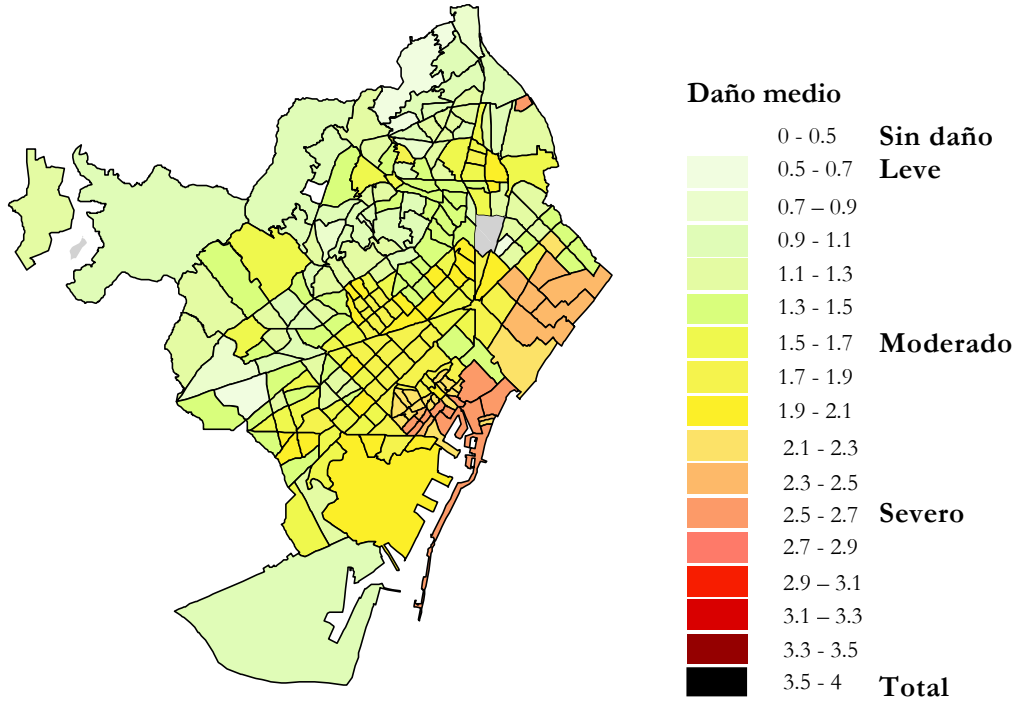 Daño medio
0 - 0.5 Sin daño
0.5 - 0.7 Leve
0.7 – 0.9
0.9 - 1.1
1.1 - 1.3
1.3 - 1.5
1.5 - 1.7 Moderado
1.7 - 1.9
1.9 - 2.1
2.1 - 2.3
2.3 - 2.5
2.5 - 2.7 Severo
2.7 - 2.9
2.9 – 3.1
3.1 – 3.3
3.3 - 3.5
3.5 - 4 Total